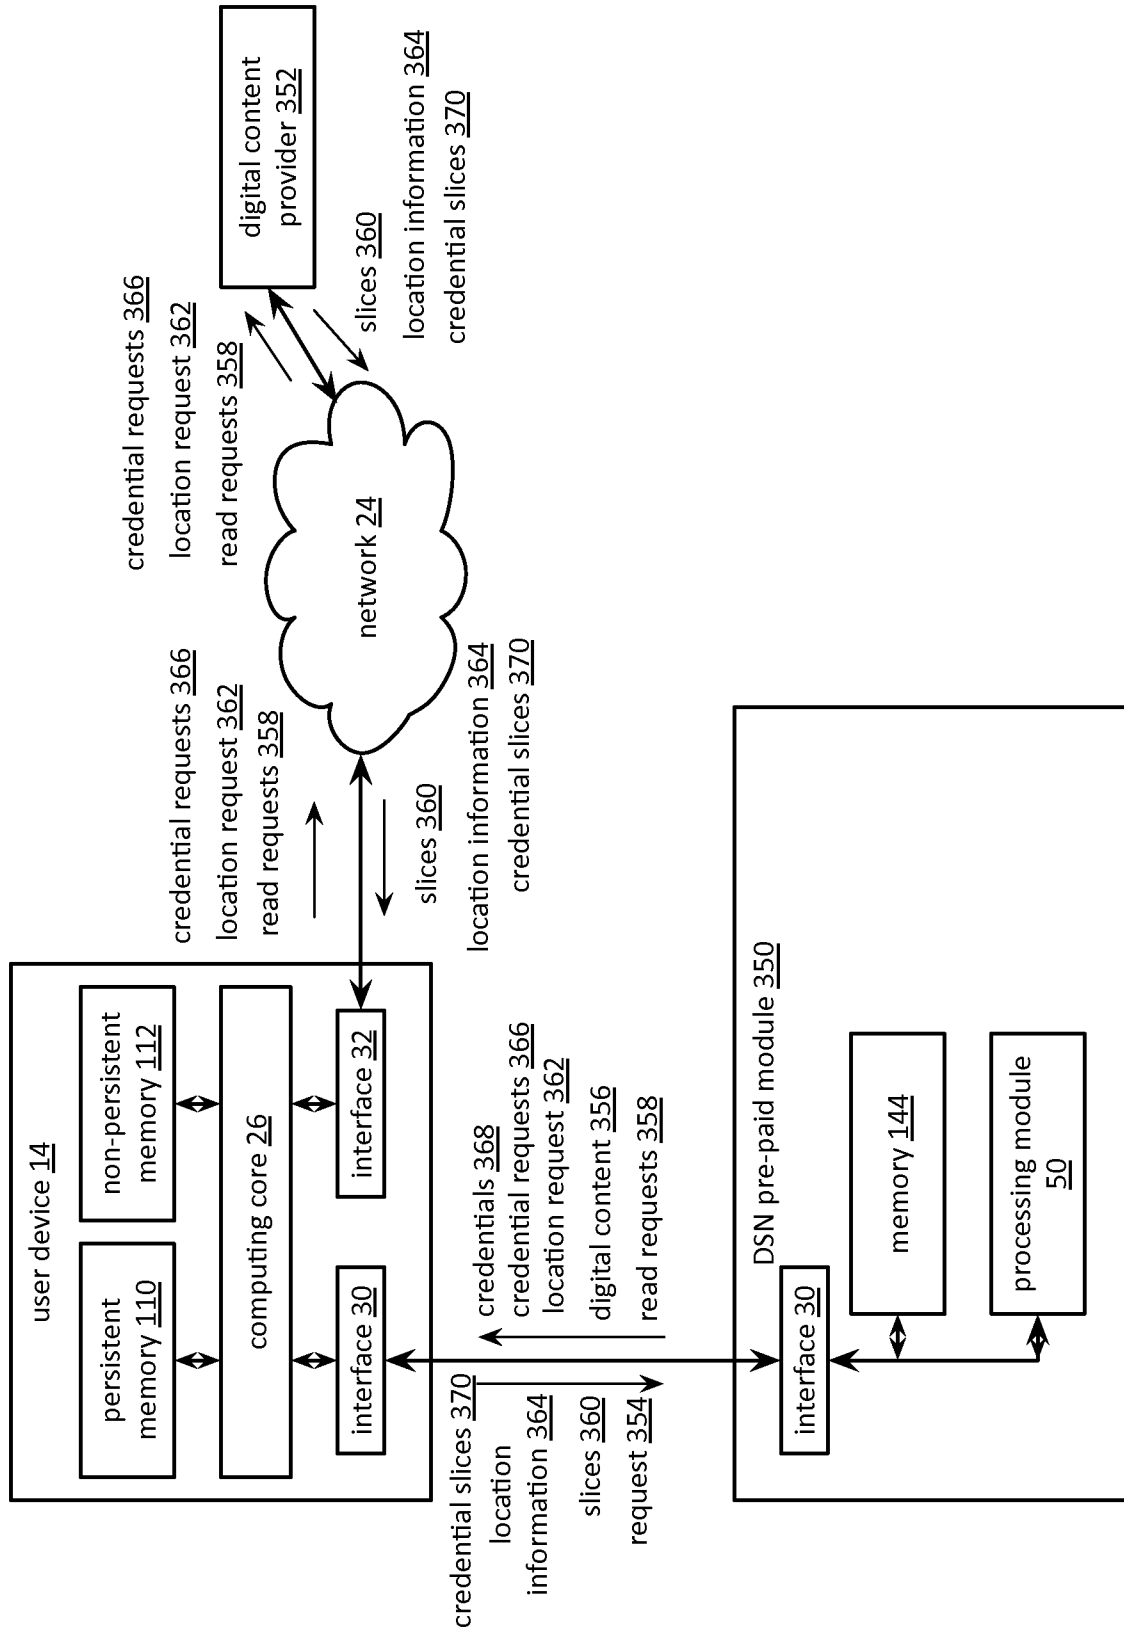 user device 14
persistent
memory 110
non-persistent
memory 112
computing core 26
interface 30
interface 32
credential requests 366
location request 362
read requests 358
slices 360
location information 364
credential slices 370
network 24
credential requests 366
location request 362
read requests 358
digital content
provider 352
slices 360
location information 364
credential slices 370
credential slices 370
location
information 364
slices 360
request 354
credentials 368
credential requests 366
location request 362
digital content 356
read requests 358
DSN pre-paid module 350
interface 30
memory 144
processing module
50